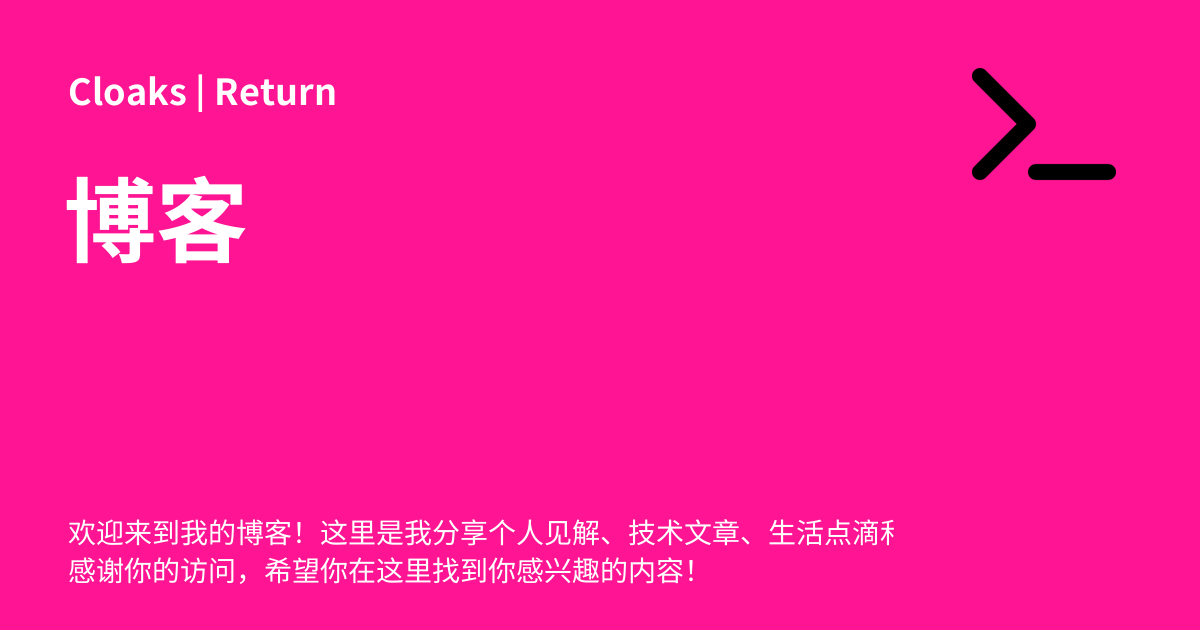 Cloaks | Return
博客
欢迎来到我的博客！这里是我分享个人见解、技术文章、生活点滴
感谢你的访问，希望你在这里找到你感兴趣的内容！